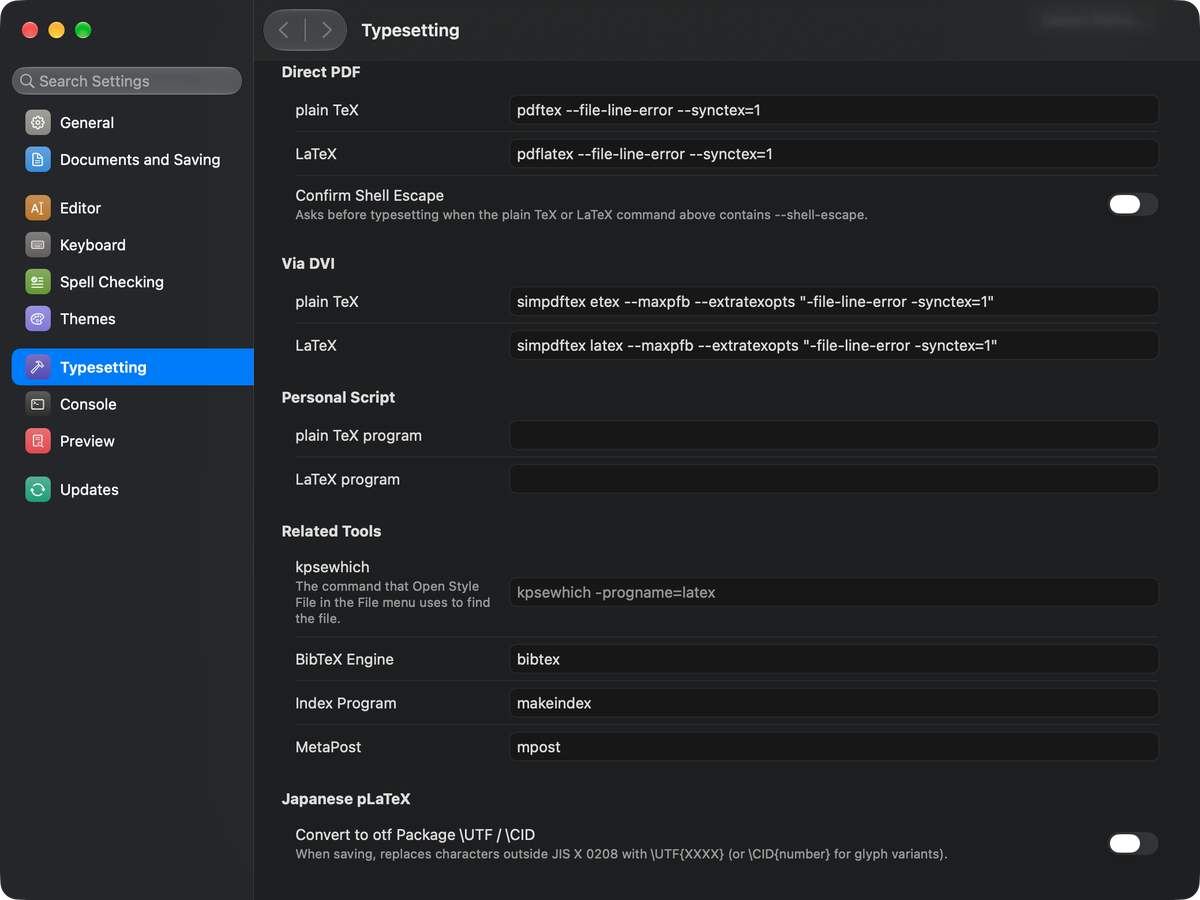 Typesetting
Search Settings
General
Documents and Saving
Editor
Keyboard
Spell Checking
Themes
Typesetting
Console
Preview
Updates
Direct PDF
plain TeX
pdftex --file-line-error --synctex=1
LaTeX
pdflatex --file-line-error --synctex=1
Confirm Shell Escape
Asks before typesetting when the plain TeX or LaTeX command above contains --shell-escape.
Via DVI
plain TeX
simpdftex etex --maxpfb --extratexopts "-file-line-error -synctex=1"
LaTeX
simpdftex latex --maxpfb --extratexopts "-file-line-error -synctex=1"
Personal Script
plain TeX program
LaTeX program
Related Tools
kpsewhich
The command that Open Style
File in the File menu uses to find
the file.
kpsewhich -progname=latex
BibTeX Engine
bibtex
Index Program
makeindex
MetaPost
mpost
Japanese pLaTeX
Convert to otf Package \UTF / \CID
When saving, replaces characters outside JIS X 0208 with \UTF{XXXX} (or \CID{number} for glyph variants).